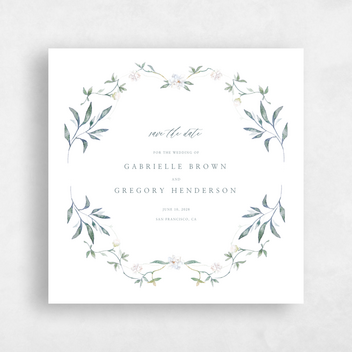 save the date
FOR THE WEDDING OF
GABRIELLE BROWN
AND
GREGORY HENDERSON
SAN FRANCISCO, CA